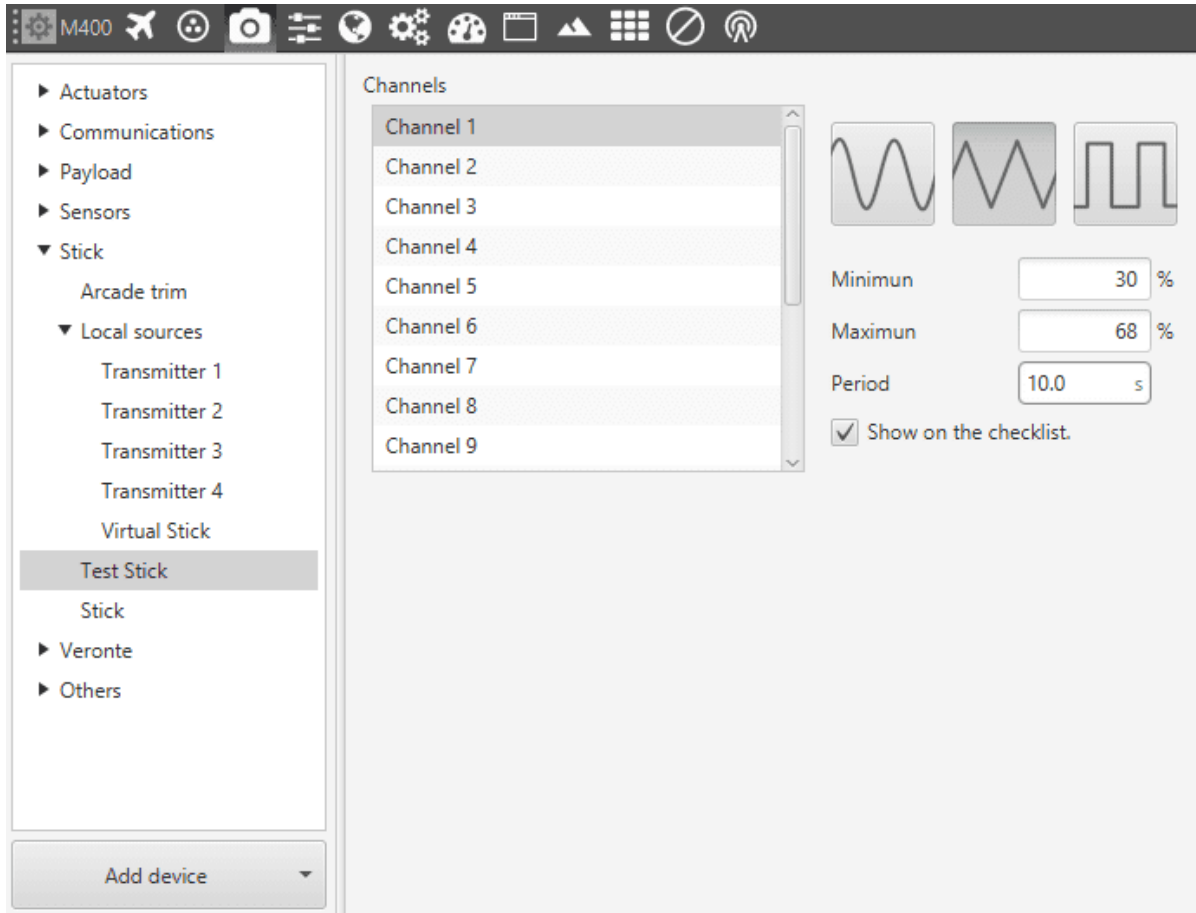 M400
Actuators
Communications
Payload
Sensors
Stick
Arcade trim
Local sources
Transmitter 1
Transmitter 2
Transmitter 3
Transmitter 4
Virtual Stick
Test Stick
Stick
Veronte
Others
Add device
Channels
Channel 1
Channel 2
Channel 3
Channel 4
Channel 5
Channel 6
Channel 7
Channel 8
Channel 9
Minimun 30 %
Maximun 68 %
Period 10.0 s
Show on the checklist.